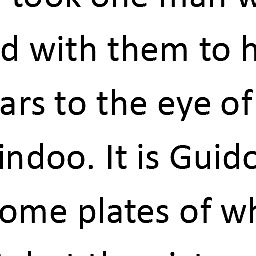 took one man w
d with them to h
ars to the eye of
indoo. It is Guido
ome plates of wh